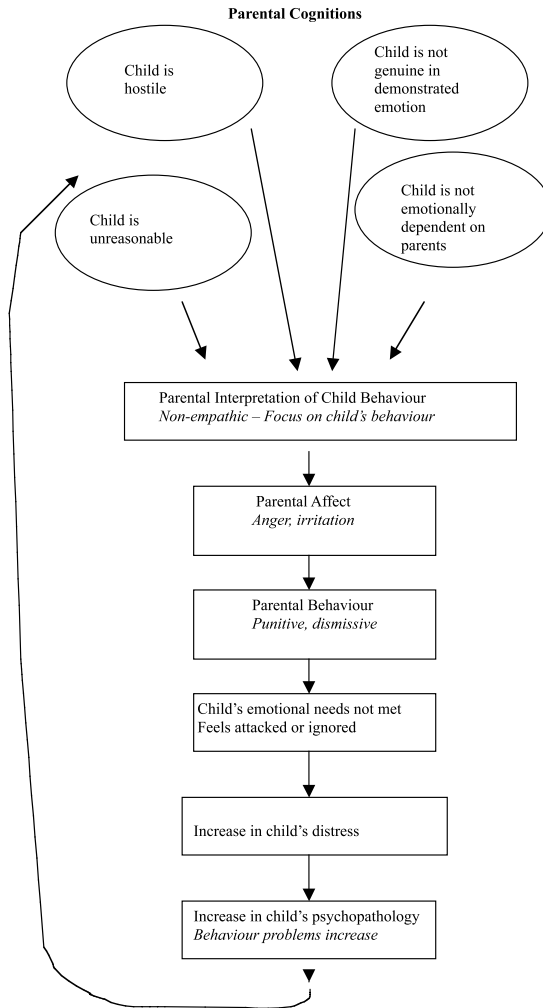 Parental Cognitions
Child is
hostile
Child is not
genuine in
demonstrated
emotion
Child is
unreasonable
Child is not
emotionally
dependent on
parents
Parental Interpretation of Child Behaviour
Non-empathic – Focus on child's behaviour
Parental Affect
Anger, irritation
Parental Behaviour
Punitive, dismissive
Child's emotional needs not met
Feels attacked or ignored
Increase in child's distress
Increase in child's psychopathology
Behaviour problems increase